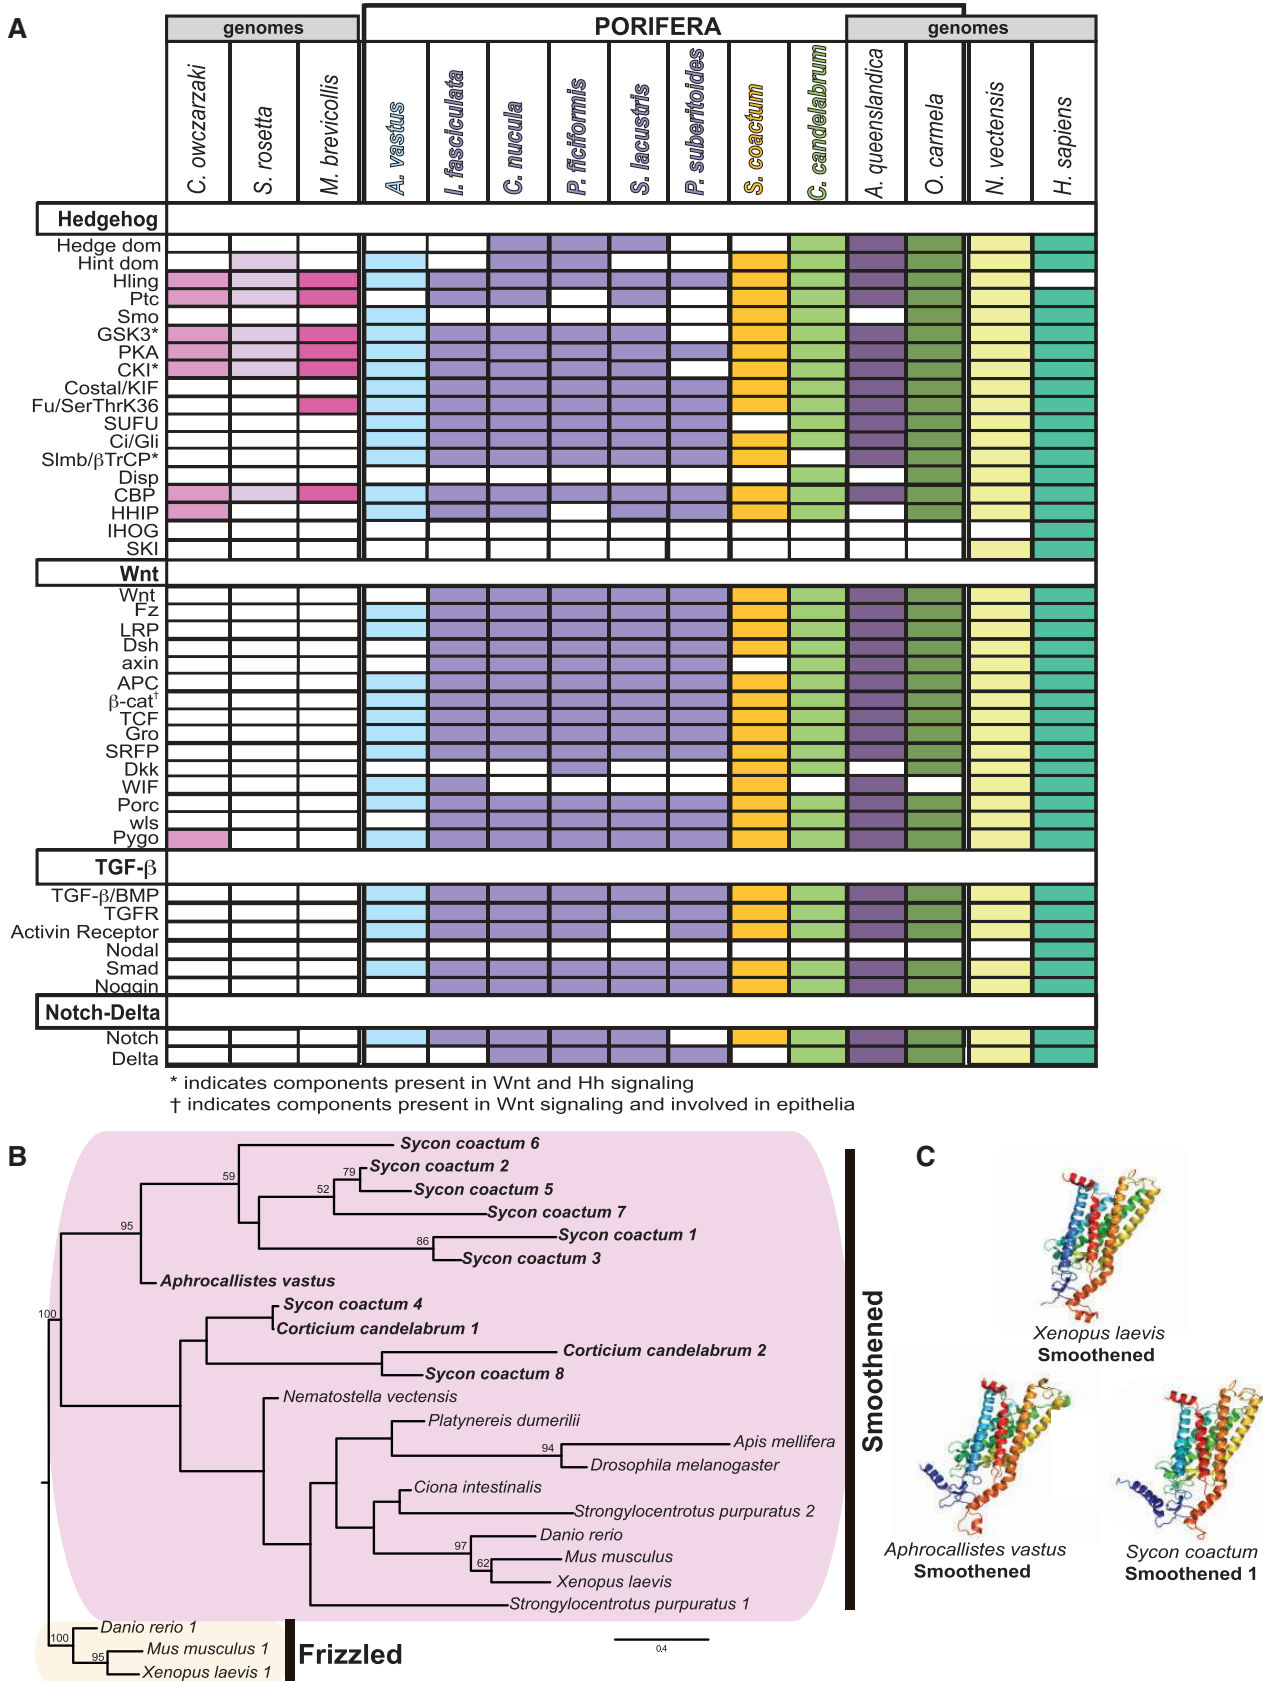 A
genomes
PORIFERA
genomes
C. owczarzaki
S. rosetta
M. brevicollis
A. vastus
I. fasciculata
C. nucula
P. ficiformis
S. lacustris
P. suberitoides
S. coactum
C. candelabrum
A. queenslandica
O. carmela
N. vectensis
H. sapiens
Hedgehog
Hedge dom
Hint dom
Hling
Ptc
Smo
GSK3*
PKA
CKI*
Costal/KIF
Fu/SerThrK36
SUFU
Ci/Gli
Slmb/βTrCP*
Disp
CBP
HHIP
IHOG
SKI
Wnt
Wnt
Fz
LRP
Dsh
axin
APC
β-cat†
TCF
Gro
SRFP
Dkk
WIF
Porc
wls
Pygo
TGF-β
TGF-β/BMP
TGFR
Activin Receptor
Nodal
Smad
Noggin
Notch-Delta
Notch
Delta
* indicates components present in Wnt and Hh signaling
† indicates components present in Wnt signaling and involved in epithelia
B
Sycon coactum 6
59
79
Sycon coactum 2
52
Sycon coactum 5
Sycon coactum 7
95
86
Sycon coactum 1
Sycon coactum 3
Aphrocallistes vastus
100
Sycon coactum 4
Corticium candelabrum 1
Corticium candelabrum 2
Sycon coactum 8
Nematostella vectensis
Platynereis dumerilii
94
Apis mellifera
Drosophila melanogaster
Ciona intestinalis
Strongylocentrotus purpuratus 2
Danio rerio
97
62
Mus musculus
Xenopus laevis
Strongylocentrotus purpuratus 1
Smoothened
100
Danio rerio 1
95
Mus musculus 1
Xenopus laevis 1
Frizzled
0.4
C
Xenopus laevis
Smoothened
Aphrocallistes vastus
Smoothened
Sycon coactum
Smoothened 1